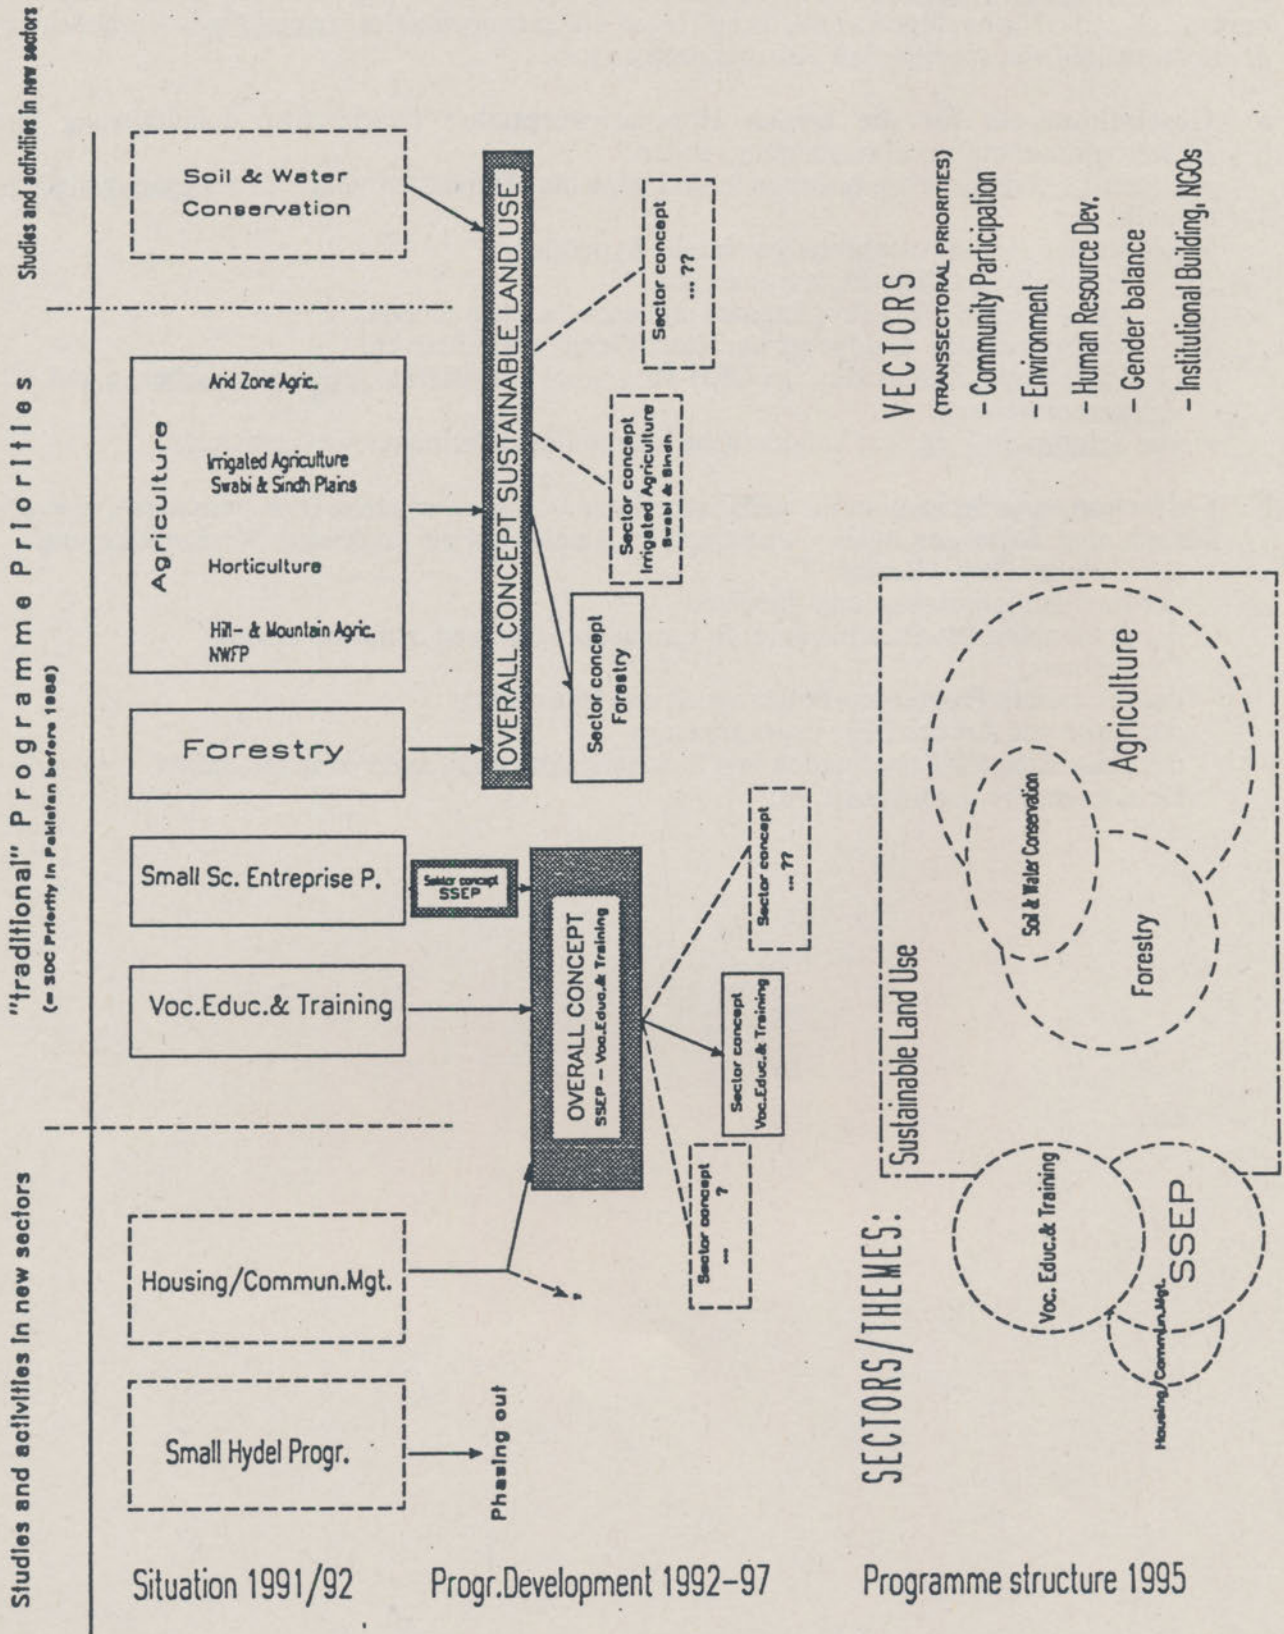 Studies and activities in new sectors
"traditional" Programme Priorities
(= SDC Priority in Pakistan before 1988)
Studies and activities in new sectors
Situation 1991/92
Small Hydel Progr.
Housing/Commun.Mgt.
Voc.Educ.& Training
Small Sc. Entreprise P.
Forestry
Agriculture
Hill- & Mountain Agric.
NWFP
Horticulture
Irrigated Agriculture
Swabi & Sindh Plains
Arid Zone Agric.
Soil & Water
Conservation
Progr.Development 1992-97
Phasing out
Sektor concept
SSEP
OVERALL CONCEPT
SSEP - Voc.Educ.& Training
OVERALL CONCEPT SUSTAINABLE LAND USE
Sector concept
... ?
Sector concept
Voc.Educ.& Training
Sector concept
... ??
Sector concept
Forestry
Sector concept
Irrigated Agriculture
Swabi & Sindh
Sector concept
... ??
Programme structure 1995
SECTORS/THEMES:
Housing/Commun.Mgt.
Voc. Educ.& Training
SSEP
Sustainable Land Use
Forestry
Soil & Water Conservation
Agriculture
VECTORS
(TRANSSECTORAL PRIORITIES)
- Community Participation
- Environment
- Human Resource Dev.
- Gender balance
- Institutional Building, NGOs